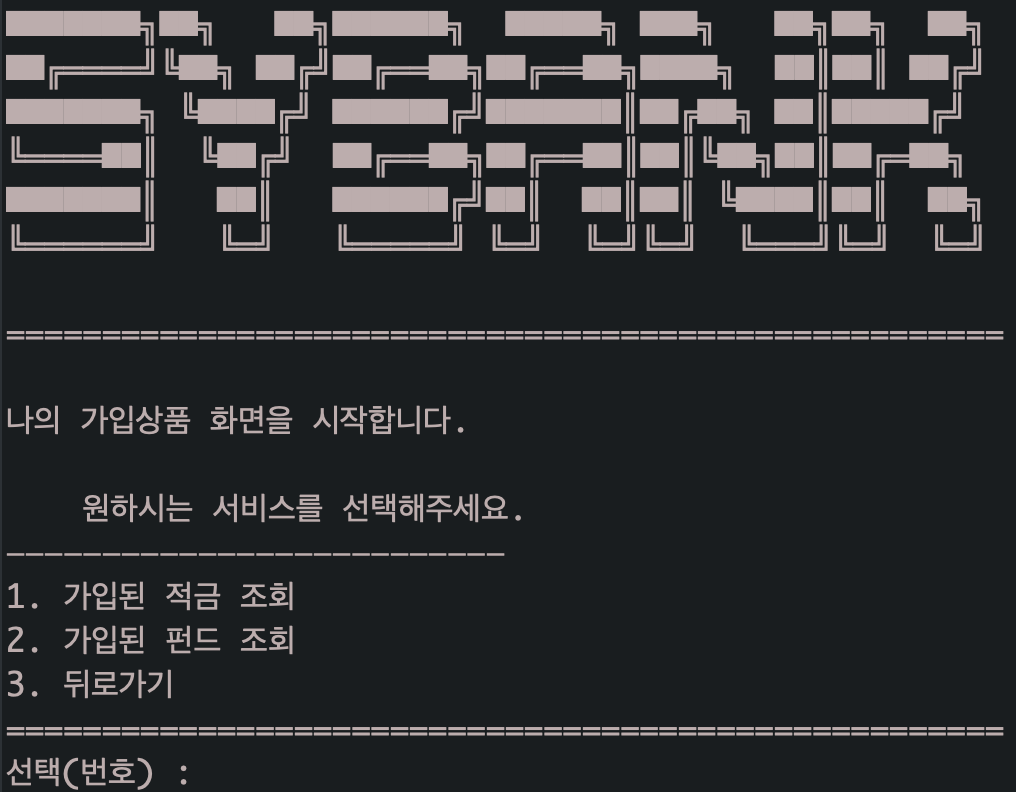 SYBANK
==================================================
나의 가입상품 화면을 시작합니다.
원하시는 서비스를 선택해주세요.
--------------------------
1. 가입된 적금 조회
2. 가입된 펀드 조회
3. 뒤로가기
==================================================
선택(번호) :